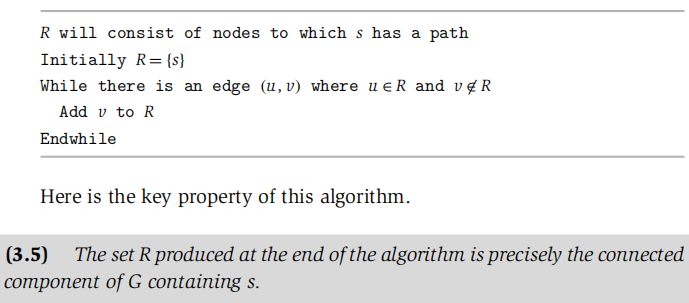 R will consist of nodes to which s has a path
Initially R = {s}
While there is an edge (u, v) where u ∈ R and v ∉ R
Add v to R
Endwhile
Here is the key property of this algorithm.
(3.5) The set R produced at the end of the algorithm is precisely the connected
component of G containing s.